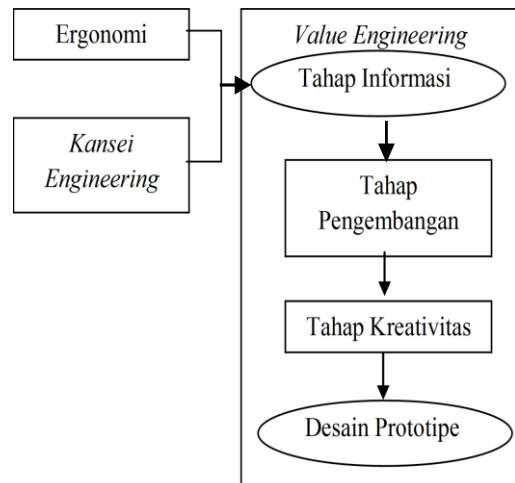 Ergonomi
Kansei
Engineering
Value Engineering
Tahap Informasi
Tahap
Pengembangan
Tahap Kreativitas
Desain Prototipe